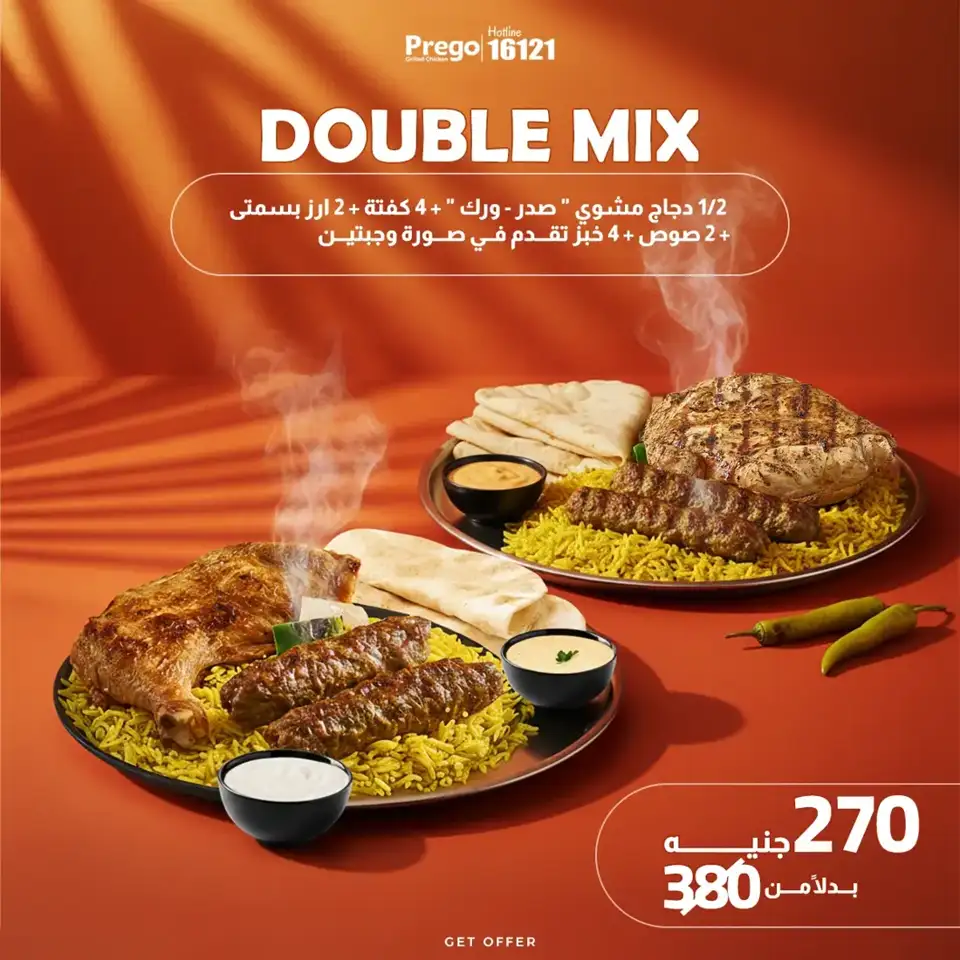 Prego
Grilled Chicken
Hotline
16121
DOUBLE MIX
1/2 دجاج مشوي " صدر - ورك " + 4 كفتة + 2 ارز بسمتى
+ 2 صوص + 4 خبز تقدم في صورة وجبتين
270 جنيه
بدلاً من 380
GET OFFER